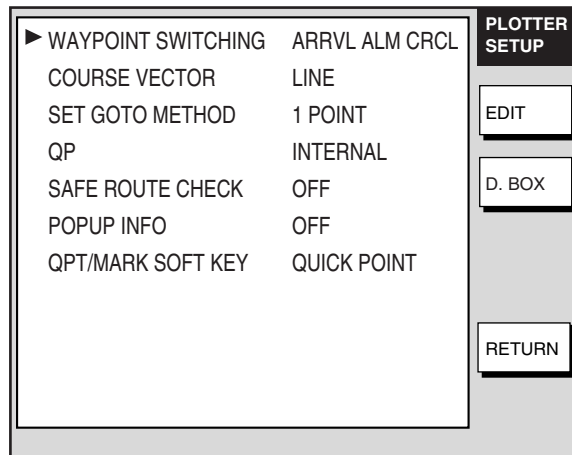 WAYPOINT SWITCHING ARRVL ALM CRCL
COURSE VECTOR LINE
SET GOTO METHOD 1 POINT
QP INTERNAL
SAFE ROUTE CHECK OFF
POPUP INFO OFF
QPT/MARK SOFT KEY QUICK POINT
PLOTTER
SETUP
EDIT
D. BOX
RETURN